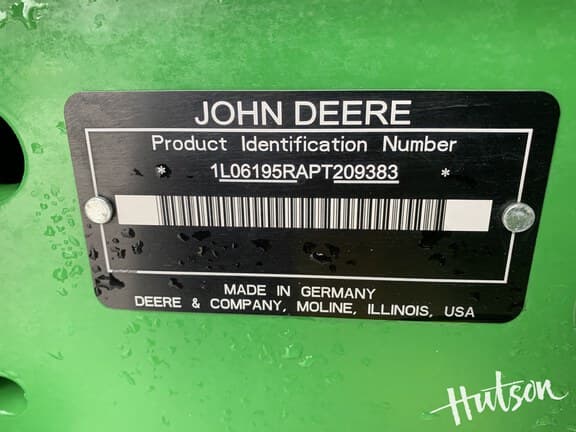 JOHN DEERE
Product Identification Number
* 1L06195RAPT209383 *
MADE IN GERMANY
DEERE & COMPANY, MOLINE, ILLINOIS, USA
Hutson